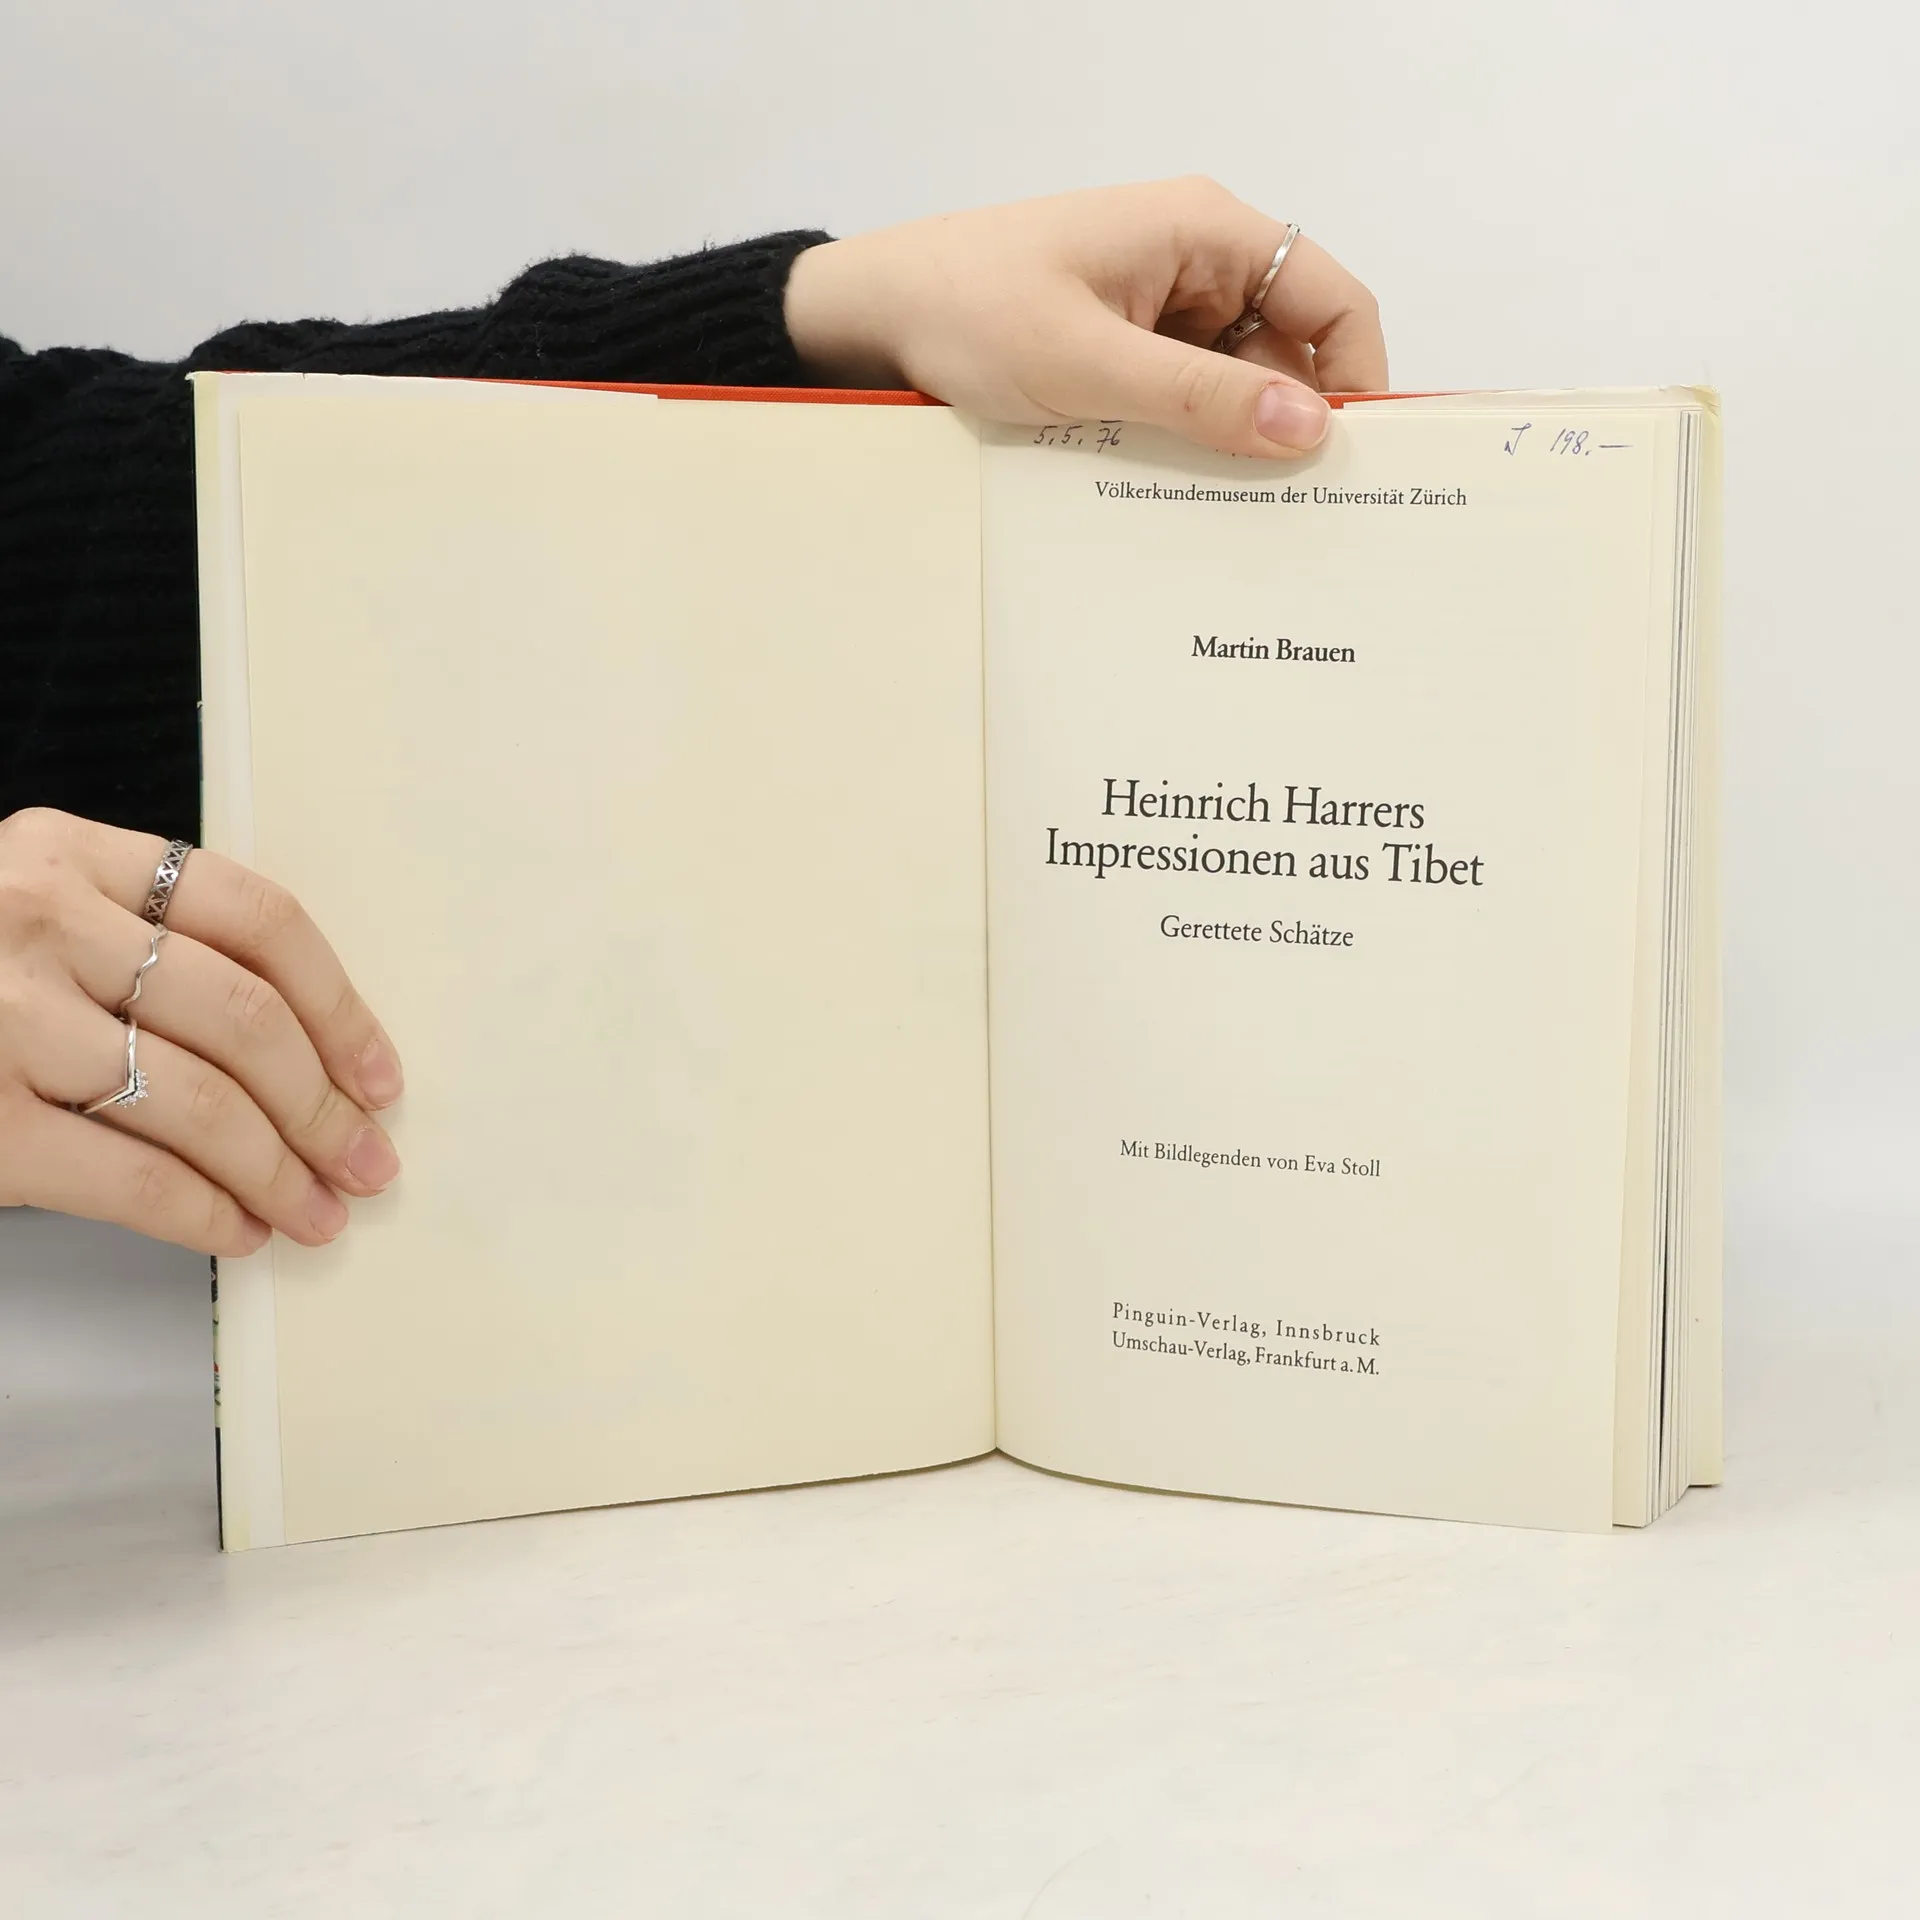 5.5.76 198.—
Völkerkundemuseum der Universität Zürich
Martin Brauen
Heinrich Harrers
Impressionen aus Tibet
Gerettete Schätze
Mit Bildlegenden von Eva Stoll
Pinguin-Verlag, Innsbruck
Umschau-Verlag, Frankfurt a. M.